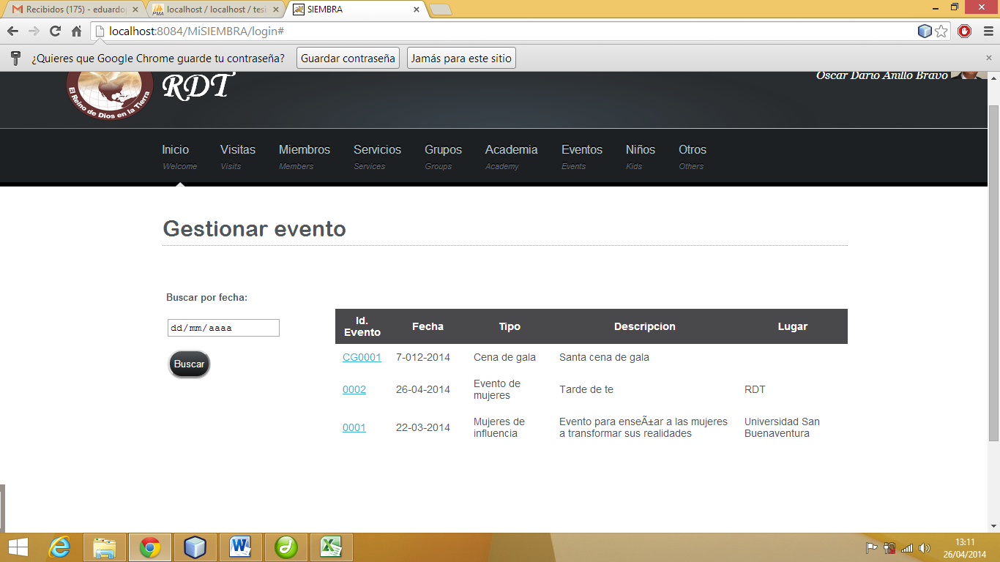 Recibidos (175) - eduardo
localhost / localhost / tesi
SIEMBRA
localhost:8084/MiSIEMBRA/login#
¿Quieres que Google Chrome guarde tu contraseña?
Guardar contraseña
Jamás para este sitio
El Reino de Dios en la Tierra
RDT
Oscar Dario Anillo Bravo
Inicio Visitas Miembros Servicios Grupos Academia Eventos Niños Otros
Welcome Visits Members Services Groups Academy Events Kids Others
Gestionar evento
Buscar por fecha:
dd/mm/aaaa
Buscar
Id. Evento Fecha Tipo Descripcion Lugar
CG0001 7-012-2014 Cena de gala Santa cena de gala
0002 26-04-2014 Evento de mujeres Tarde de te RDT
0001 22-03-2014 Mujeres de influencia Evento para enseÃ±ar a las mujeres a transformar sus realidades Universidad San Buenaventura
13:11
26/04/2014